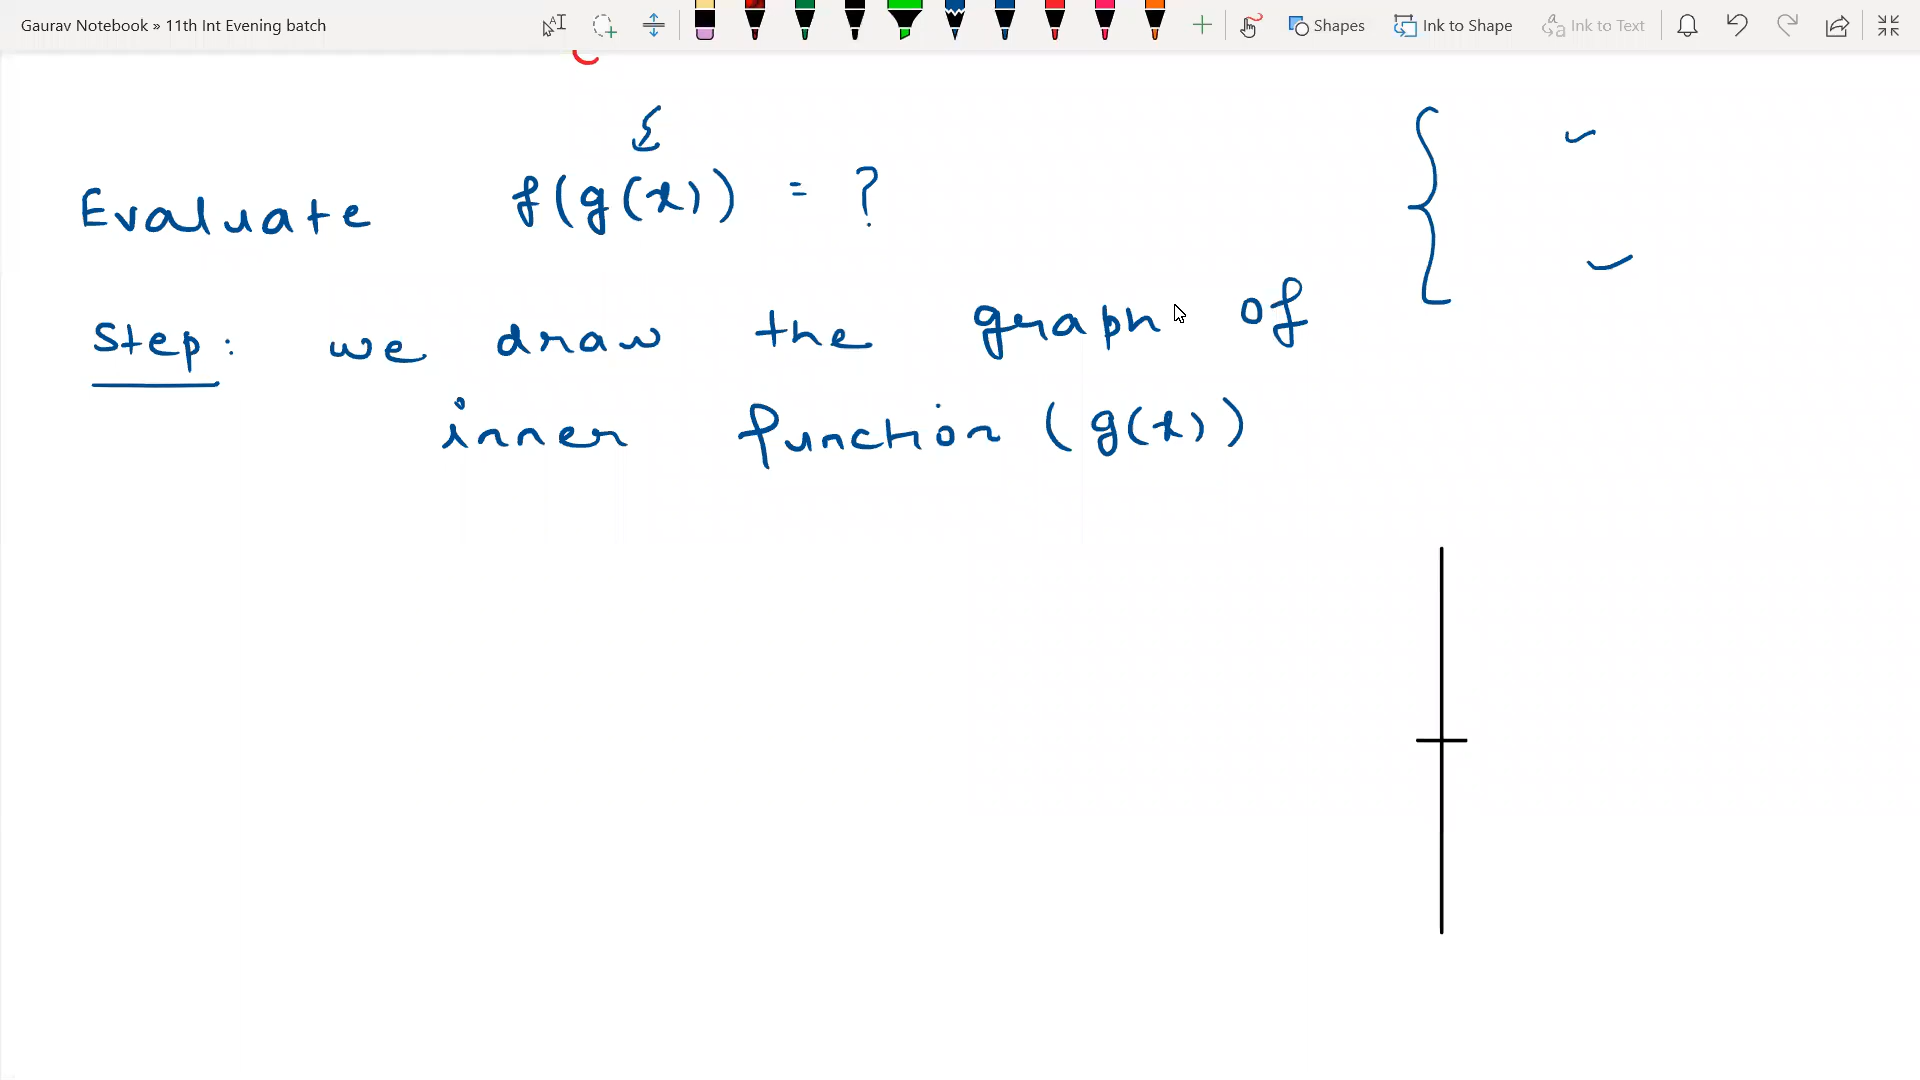 Gaurav Notebook » 11th Int Evening batch
Shapes
Ink to Shape
Ink to Text
Evaluate f(g(x)) = ?
Step: we draw the graph of
inner function (g(x))